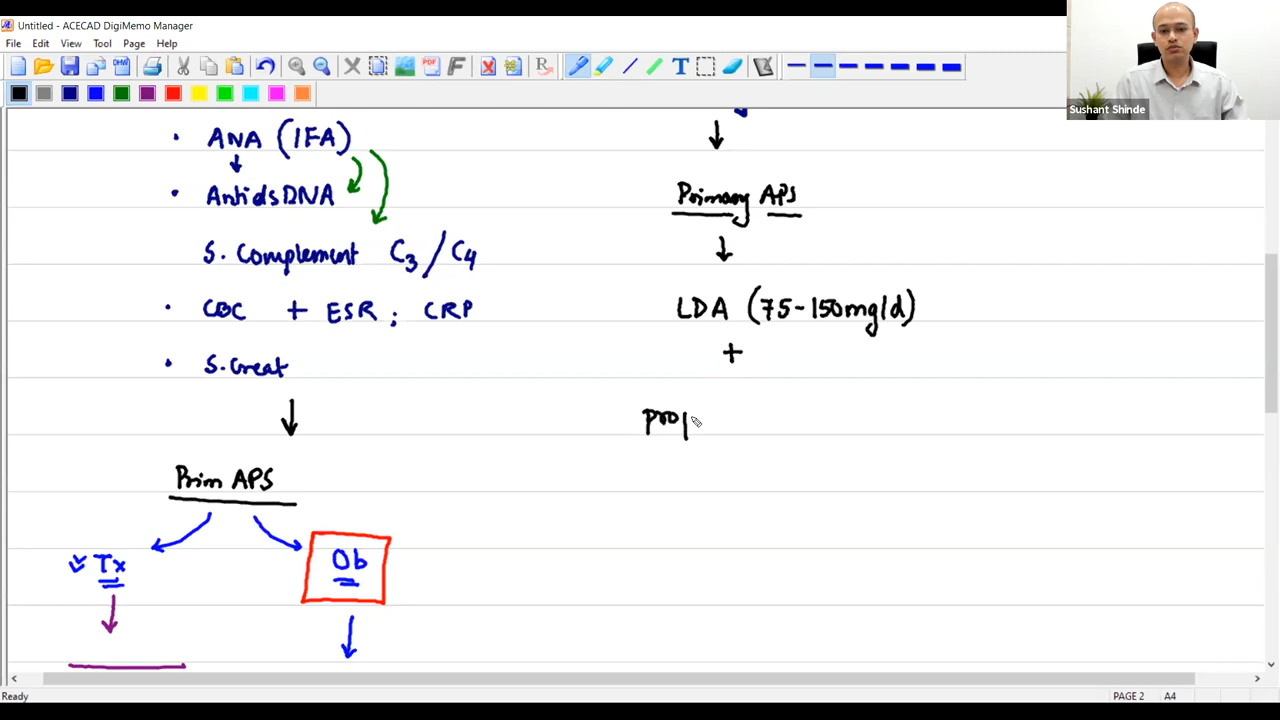 Untitled - ACECAD DigiMemo Manager
File Edit View Tool Page Help
Sushant Shinde
• ANA (IFA)
• AntidsDNA
S. Complement C3/C4
• CBC + ESR ; CRP
• S.Creat
Prim APS
Tx
Ob
Primary APS
LDA (75-150mg/d)
+
prop
Ready
PAGE 2 A4